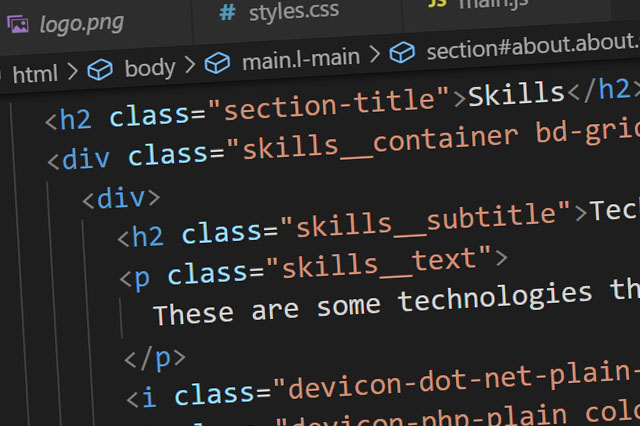 logo.png # styles.css JS main.js
html > body > main.l-main > section#about.about.
<h2 class="section-title">Skills</h2>
<div class="skills__container bd-grid
<div>
<h2 class="skills__subtitle">Tec
<p class="skills__text">
These are some technologies th
</p>
<i class="devicon-dot-net-plain-
"devicon-php-plain colo